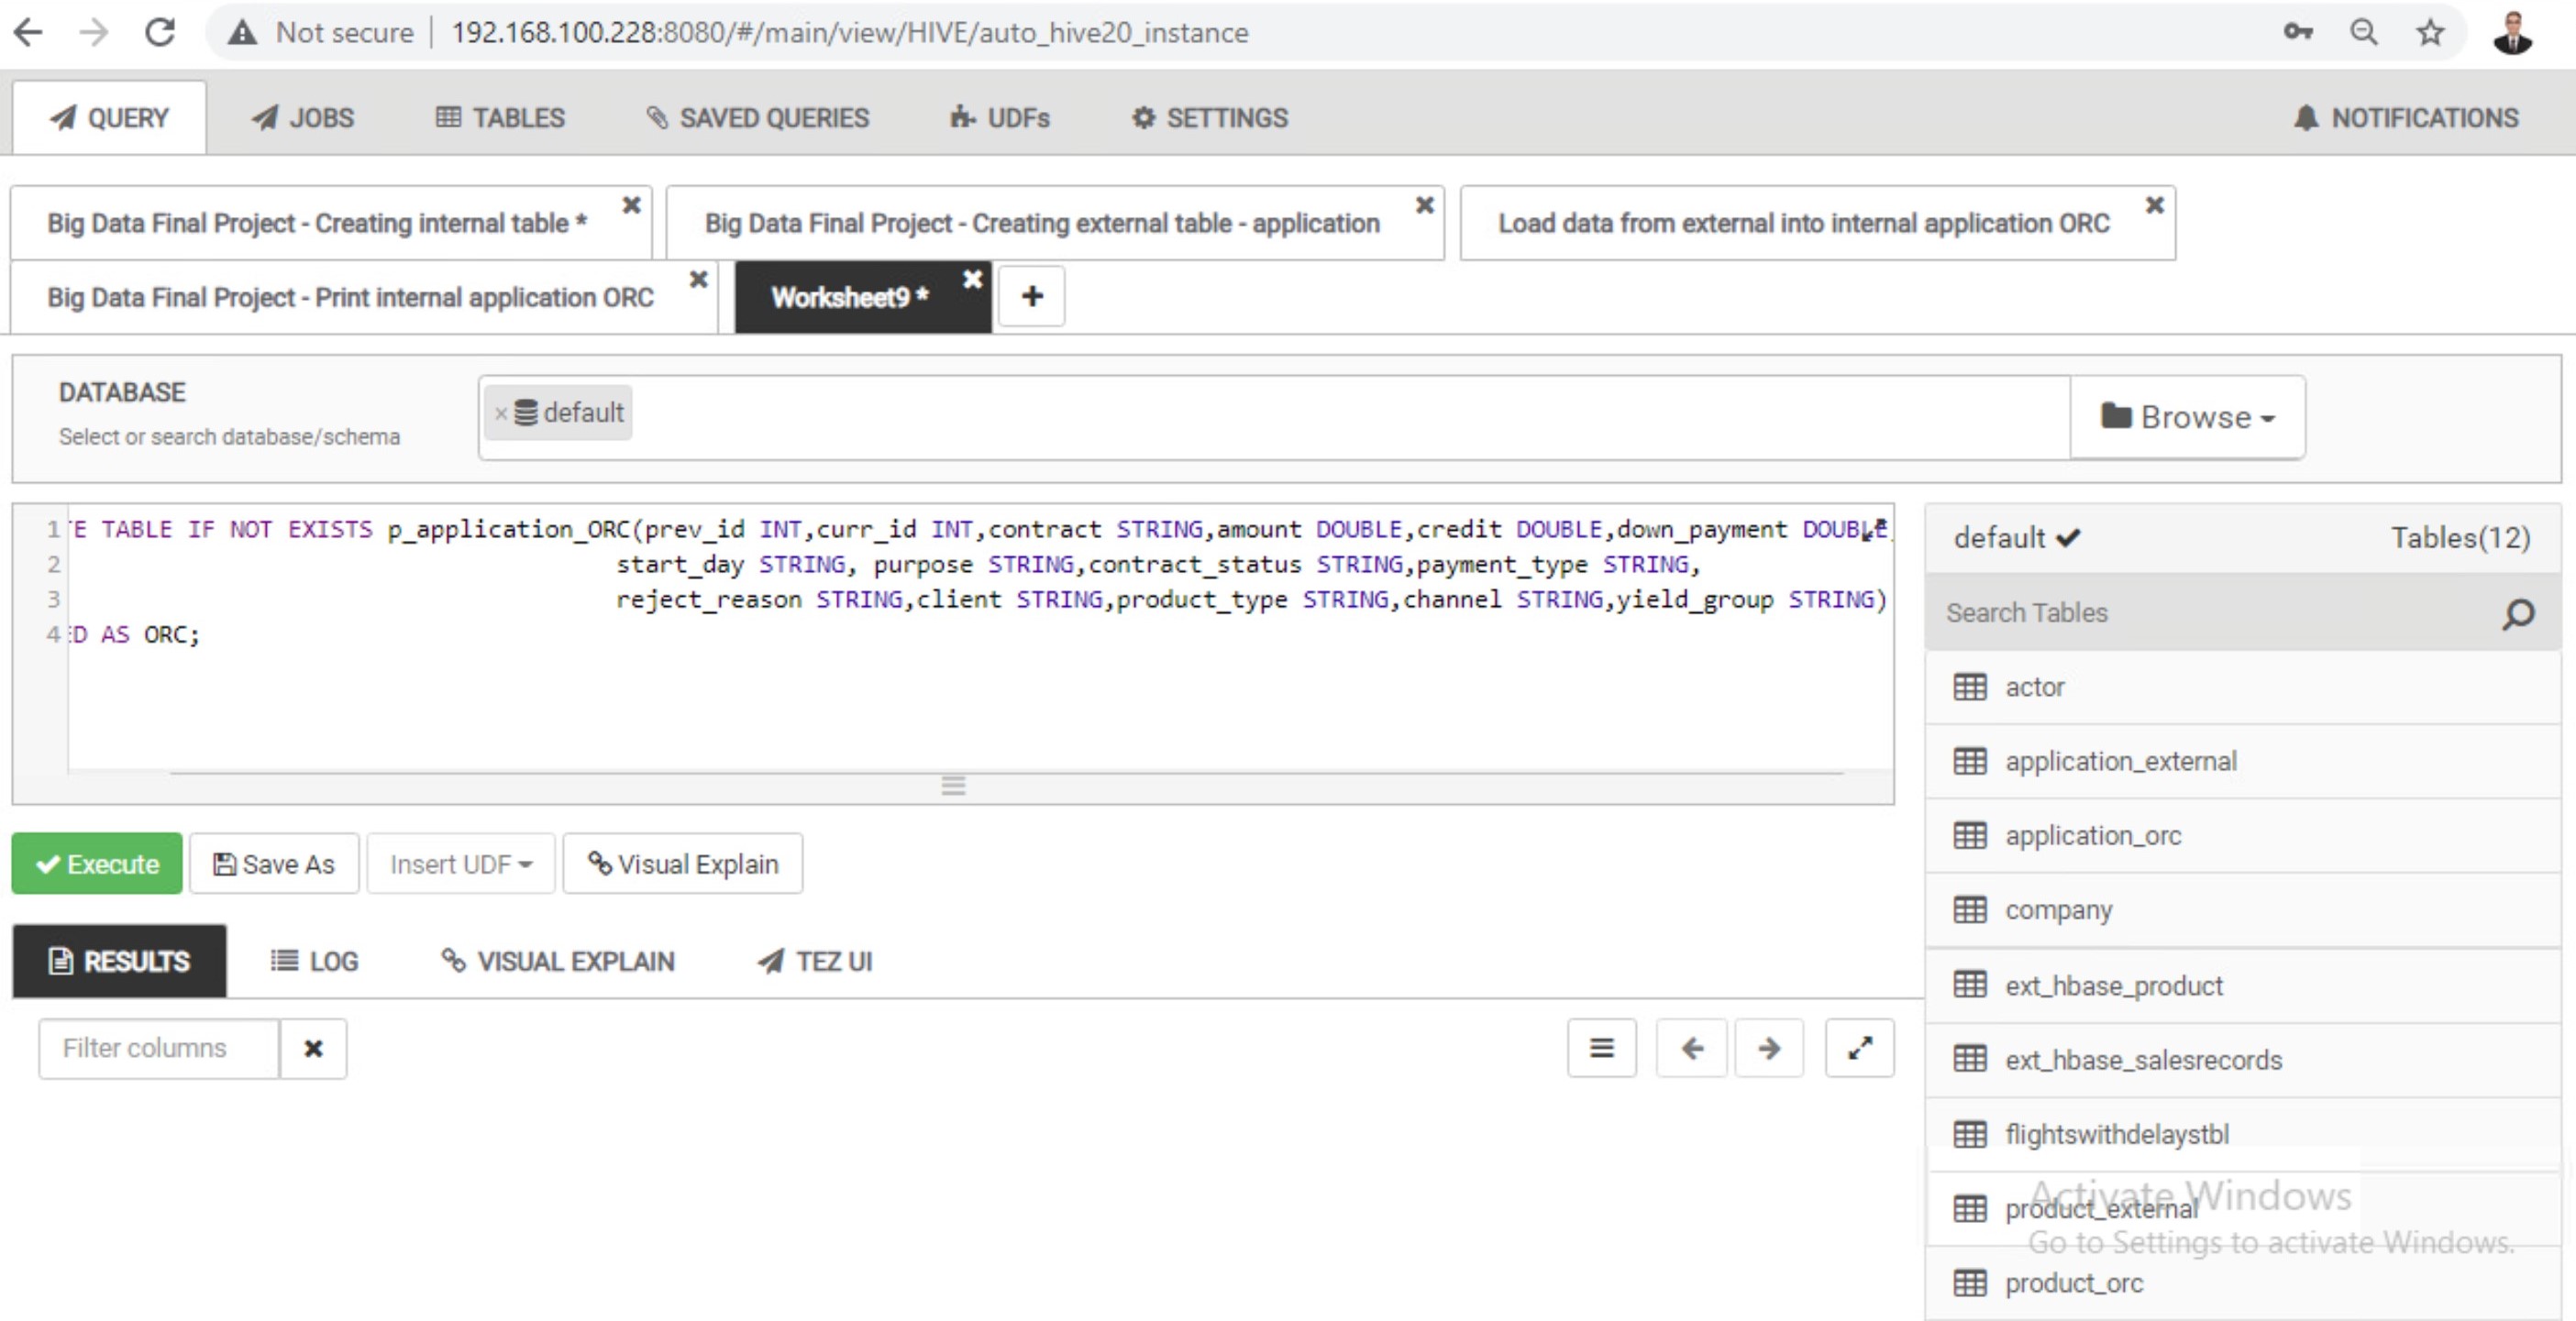 Not secure | 192.168.100.228:8080/#/main/view/HIVE/auto_hive20_instance
QUERY JOBS TABLES SAVED QUERIES UDFs SETTINGS NOTIFICATIONS
Big Data Final Project - Creating internal table * Big Data Final Project - Creating external table - application Load data from external into internal application ORC
Big Data Final Project - Print internal application ORC Worksheet9 * +
DATABASE
Select or search database/schema
× default
Browse
1 E TABLE IF NOT EXISTS p_application_ORC(prev_id INT,curr_id INT,contract STRING,amount DOUBLE,credit DOUBLE,down_payment DOUBLE
2 start_day STRING, purpose STRING,contract_status STRING,payment_type STRING,
3 reject_reason STRING,client STRING,product_type STRING,channel STRING,yield_group STRING)
4 ED AS ORC;
Execute Save As Insert UDF Visual Explain
RESULTS LOG VISUAL EXPLAIN TEZ UI
Filter columns
default Tables(12)
Search Tables
actor
application_external
application_orc
company
ext_hbase_product
ext_hbase_salesrecords
flightswithdelaystbl
product_external
product_orc
Activate Windows
Go to Settings to activate Windows.